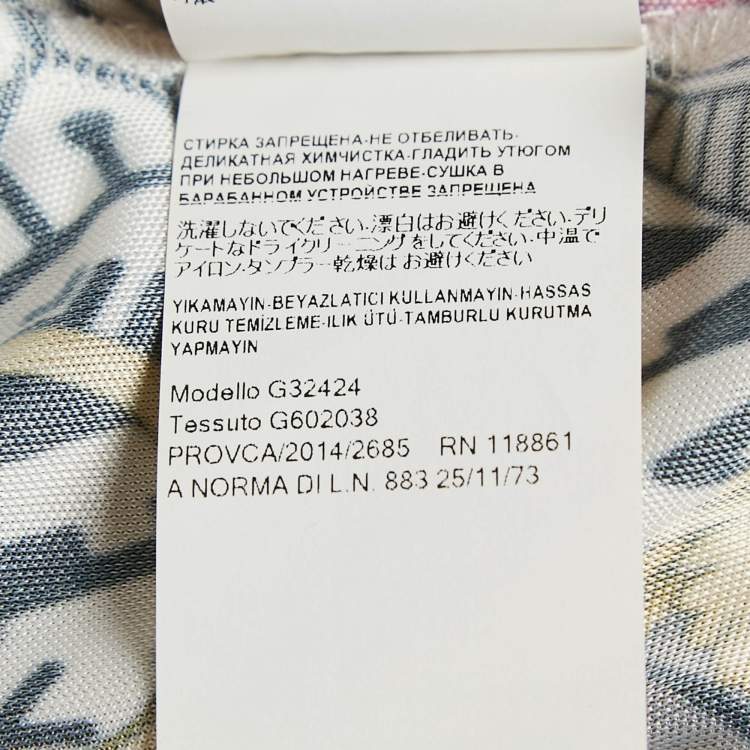 СТИРКА ЗАПРЕЩЕНА-НЕ ОТБЕЛИВАТЬ-
ДЕЛИКАТНАЯ ХИМЧИСТКА-ГЛАДИТЬ УТЮГОМ
ПРИ НЕБОЛЬШОМ НАГРЕВЕ-СУШКА В
БАРАБАННОМ УСТРОЙСТВЕ ЗАПРЕЩЕНА
洗濯しないでください-漂白はお避けください-デリ
ケートなドライクリーニングをしてください-中温で
アイロン-タンブラー乾燥はお避けください
YIKAMAYIN-BEYAZLATICI KULLANMAYIN-HASSAS
KURU TEMİZLEME-ILIK ÜTÜ-TAMBURLU KURUTMA
YAPMAYIN
Modello G32424
Tessuto G602038
PROVCA/2014/2685 RN 118861
A NORMA DI L.N. 883 25/11/73